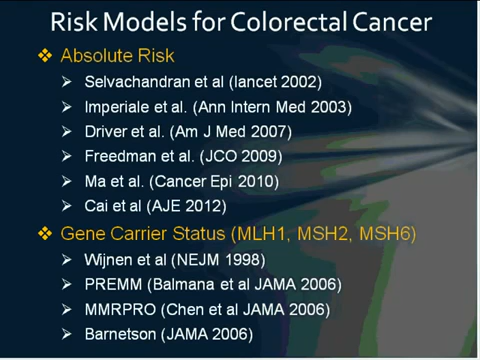 Risk Models for Colorectal Cancer
Absolute Risk
Selvachandran et al (lancet 2002)
Imperiale et al. (Ann Intern Med 2003)
Driver et al. (Am J Med 2007)
Freedman et al. (JCO 2009)
Ma et al. (Cancer Epi 2010)
Cai et al (AJE 2012)
Gene Carrier Status (MLH1, MSH2, MSH6)
Wijnen et al (NEJM 1998)
PREMM (Balmana et al JAMA 2006)
MMRPRO (Chen et al JAMA 2006)
Barnetson (JAMA 2006)